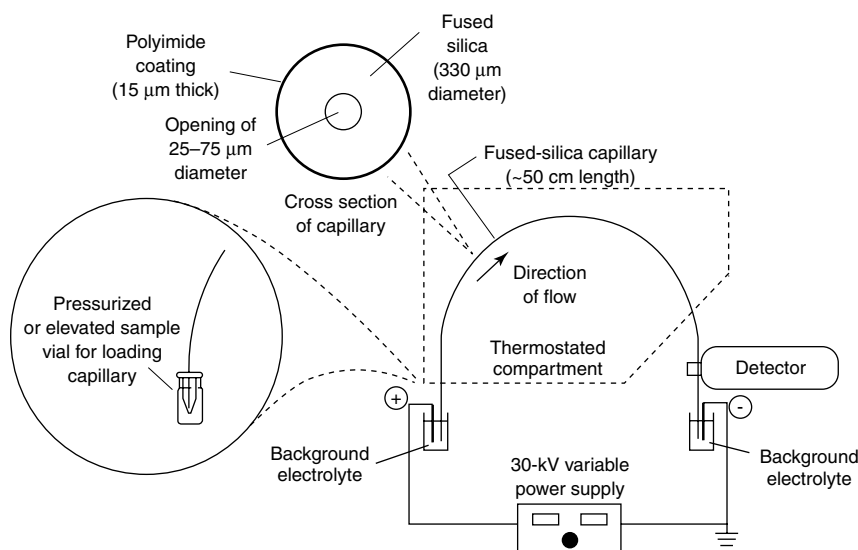 Polyimide
coating
(15 μm thick)
Fused
silica
(330 μm
diameter)
Opening of
25–75 μm
diameter
Cross section
of capillary
Fused-silica capillary
(~50 cm length)
Direction
of flow
Pressurized
or elevated sample
vial for loading
capillary
Thermostated
compartment
Detector
+
-
Background
electrolyte
30-kV variable
power supply
Background
electrolyte